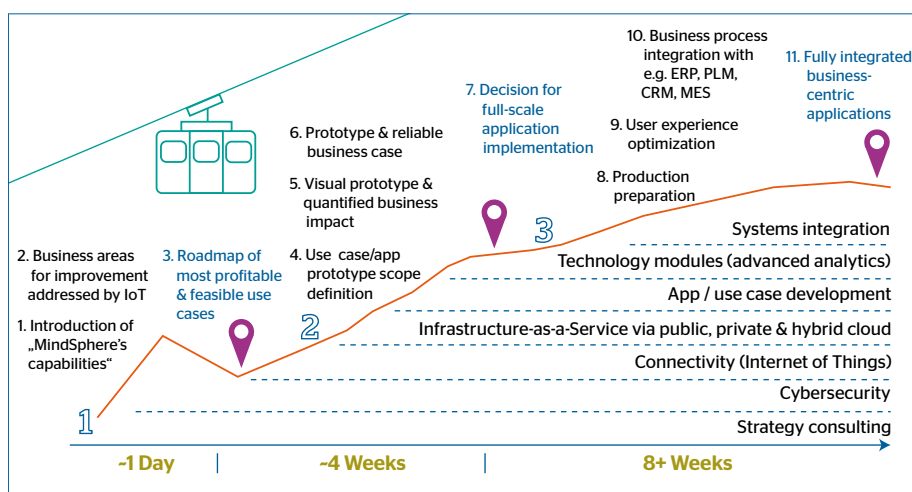 10. Business process
integration with
e.g. ERP, PLM,
CRM, MES
11. Fully integrated
business-
centric
applications
7. Decision for
full-scale
application
implementation
6. Prototype & reliable
business case
9. User experience
optimization
5. Visual prototype &
quantified business
impact
8. Production
preparation
2. Business areas
for improvement
addressed by IoT
3. Roadmap of
most profitable
& feasible use
cases
4. Use case/app
prototype scope
definition
1. Introduction of
„MindSphere's
capabilities“
1
2
3
Systems integration
Technology modules (advanced analytics)
App / use case development
Infrastructure-as-a-Service via public, private & hybrid cloud
Connectivity (Internet of Things)
Cybersecurity
Strategy consulting
~1 Day
~4 Weeks
8+ Weeks